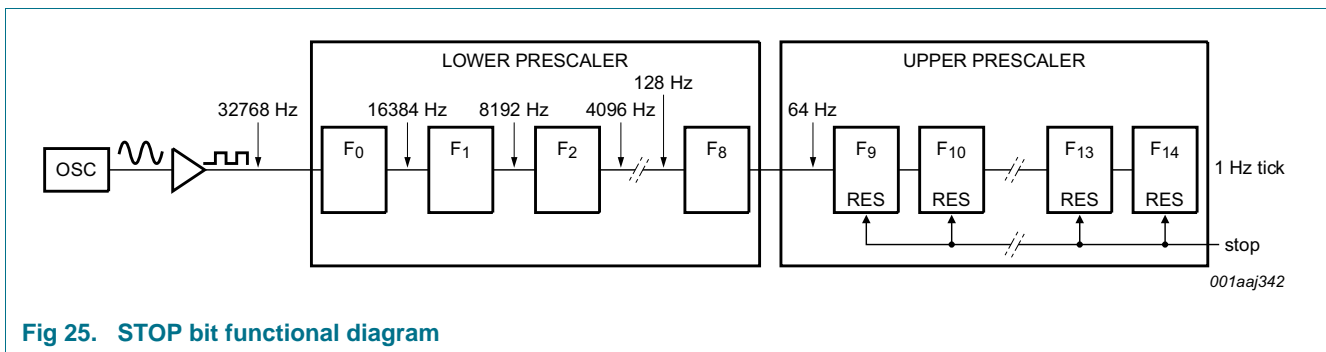 LOWER PRESCALER
UPPER PRESCALER
128 Hz
32768 Hz
16384 Hz
8192 Hz
4096 Hz
64 Hz
OSC
F0
F1
F2
F8
F9
F10
F13
F14
1 Hz tick
RES
RES
RES
RES
stop
001aaj342
Fig 25. STOP bit functional diagram